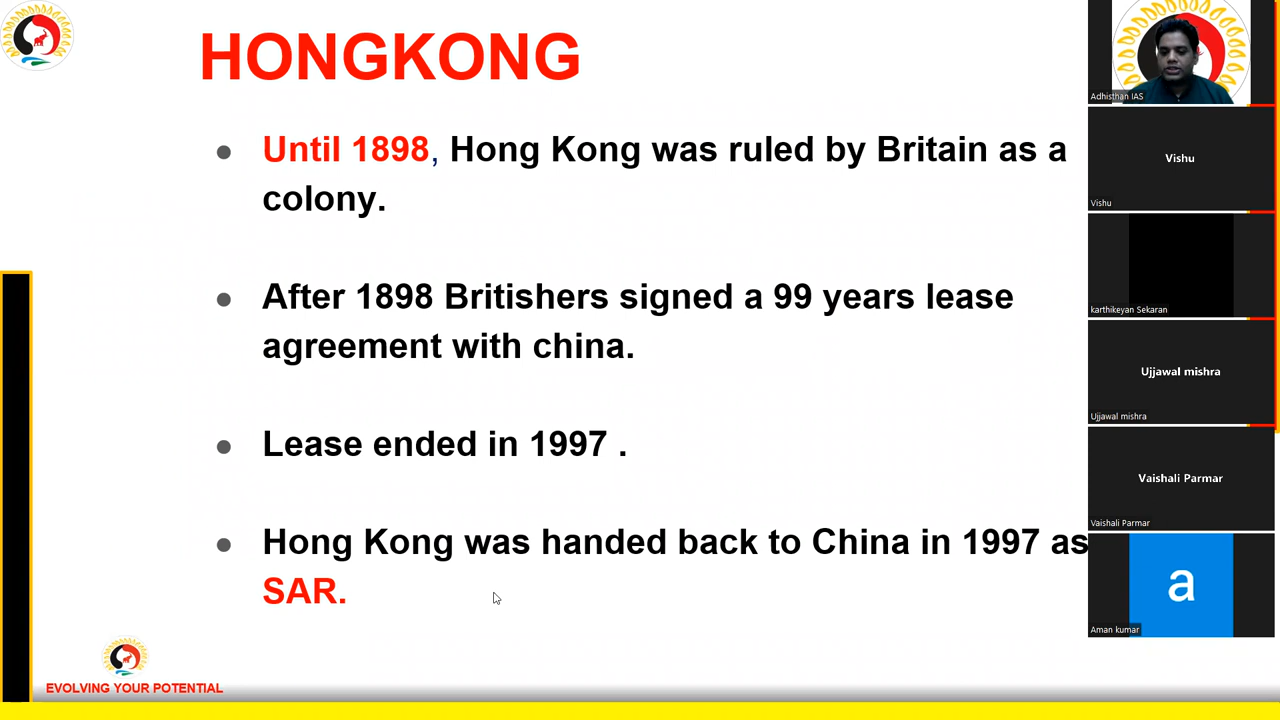 HONGKONG
Until 1898, Hong Kong was ruled by Britain as a
colony.
After 1898 Britishers signed a 99 years lease
agreement with china.
Lease ended in 1997 .
Hong Kong was handed back to China in 1997 as
SAR.
EVOLVING YOUR POTENTIAL
Adhisthan IAS
Vishu
Vishu
karthikeyan Sekaran
Ujjawal mishra
Ujjawal mishra
Vaishali Parmar
Vaishali Parmar
a
Aman kumar